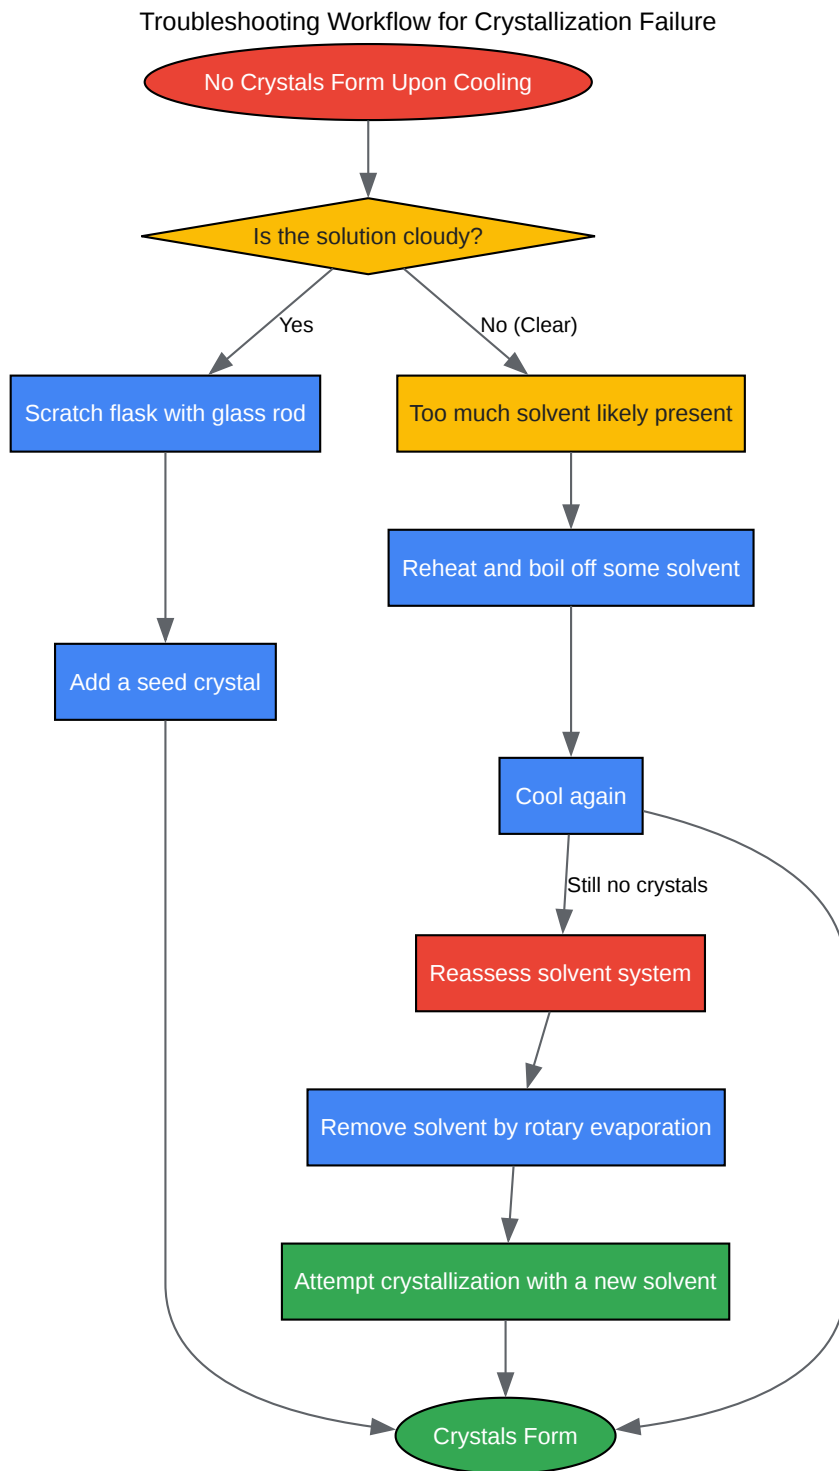 Troubleshooting Workflow for Crystallization Failure
No Crystals Form Upon Cooling
Is the solution cloudy?
Yes
No (Clear)
Scratch flask with glass rod
Too much solvent likely present
Reheat and boil off some solvent
Add a seed crystal
Cool again
Still no crystals
Reassess solvent system
Remove solvent by rotary evaporation
Attempt crystallization with a new solvent
Crystals Form